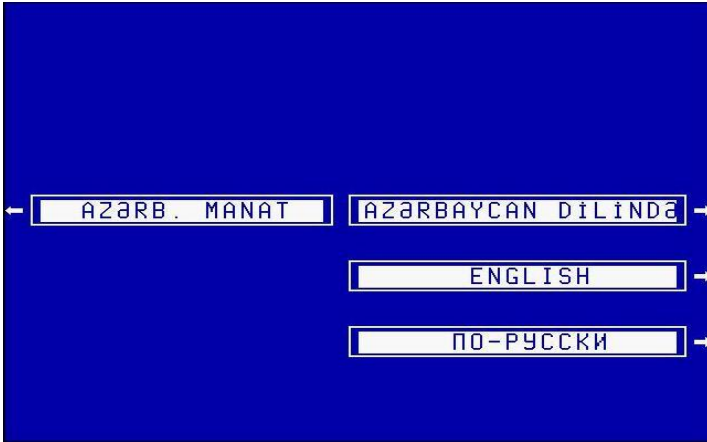 AZƏRB. MANAT
AZƏRBAYCAN DİLİNDƏ
ENGLISH
ПО-РУССКИ